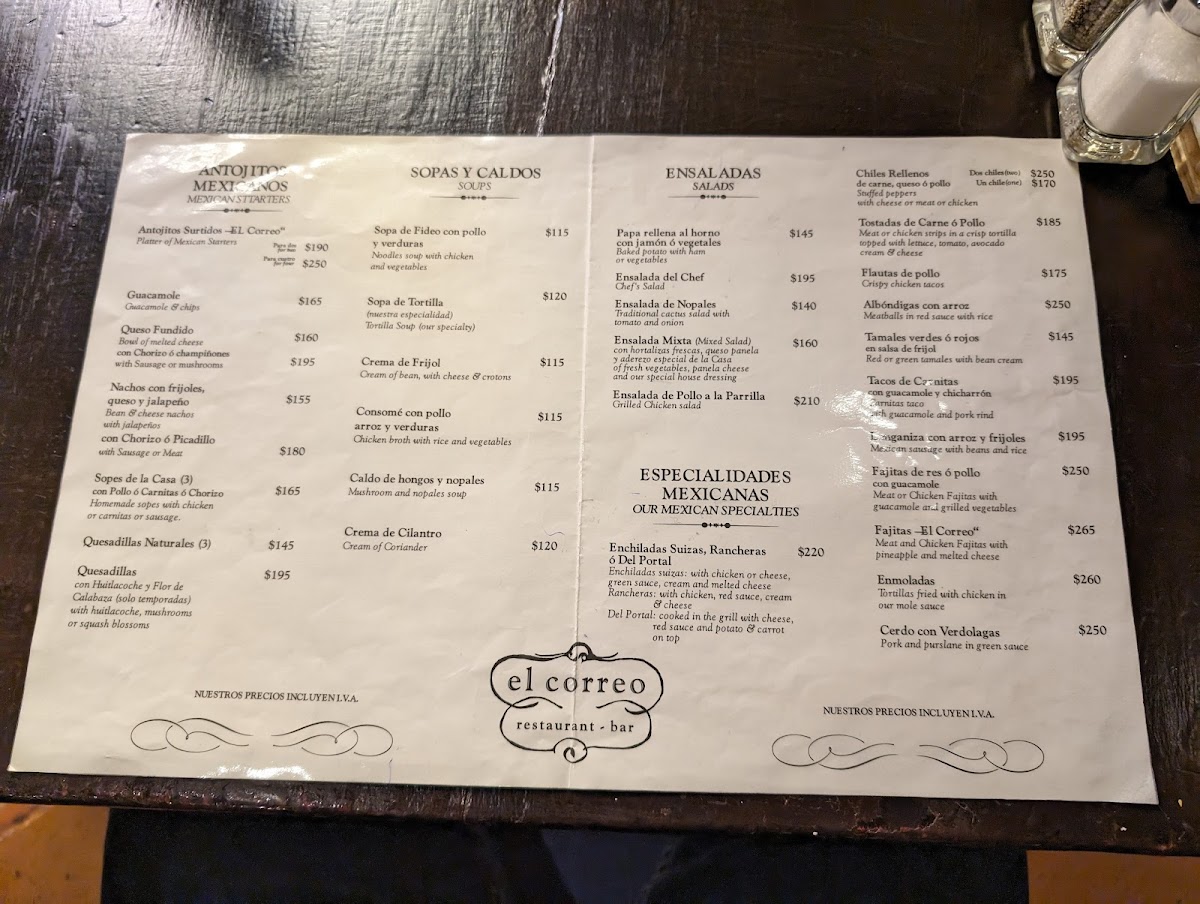 ANTOJITOS
MEXICANOS
MEXICAN STTARTERS
Antojitos Surtidos —EL Correo“
Platter of Mexican Starters
Para dos
for two $190
Para cuatro
for four $250
Guacamole $165
Guacamole & chips
Queso Fundido $160
Bowl of melted cheese
con Chorizo ó champiñones $195
with Sausage or mushrooms
Nachos con frijoles,
queso y jalapeño $155
Bean & cheese nachos
with jalapeños
con Chorizo ó Picadillo
with Sausage or Meat $180
Sopes de la Casa (3)
con Pollo ó Carnitas ó Chorizo $165
Homemade sopes with chicken
or carnitas or sausage.
Quesadillas Naturales (3) $145
Quesadillas $195
con Huitlacoche y Flor de
Calabaza (solo temporadas)
with huitlacoche, mushrooms
or squash blossoms
NUESTROS PRECIOS INCLUYEN I.V.A.
SOPAS Y CALDOS
SOUPS
Sopa de Fideo con pollo $115
y verduras
Noodles soup with chicken
and vegetables
Sopa de Tortilla $120
(nuestra especialidad)
Tortilla Soup (our specialty)
Crema de Frijol $115
Cream of bean, with cheese & crotons
Consomé con pollo $115
arroz y verduras
Chicken broth with rice and vegetables
Caldo de hongos y nopales $115
Mushroom and nopales soup
Crema de Cilantro
Cream of Coriander $120
el correo
restaurant - bar
ENSALADAS
SALADS
Papa rellena al horno $145
con jamón ó vegetales
Baked potato with ham
or vegetables
Ensalada del Chef $195
Chef's Salad
Ensalada de Nopales $140
Traditional cactus salad with
tomato and onion
Ensalada Mixta (Mixed Salad) $160
con hortalizas frescas, queso panela
y aderezo especial de la Casa
of fresh vegetables, panela cheese
and our special house dressing
Ensalada de Pollo a la Parrilla $210
Grilled Chicken salad
ESPECIALIDADES
MEXICANAS
OUR MEXICAN SPECIALTIES
Enchiladas Suizas, Rancheras $220
ó Del Portal
Enchiladas suizas: with chicken or cheese,
green sauce, cream and melted cheese
Rancheras: with chicken, red sauce, cream
& cheese
Del Portal: cooked in the grill with cheese,
red sauce and potato & carrot
on top
Chiles Rellenos Dos chiles(two) $250
de carne, queso ó pollo Un chile(one) $170
Stuffed peppers
with cheese or meat or chicken
Tostadas de Carne ó Pollo $185
Meat or chicken strips in a crisp tortilla
topped with lettuce, tomato, avocado
cream & cheese
Flautas de pollo $175
Crispy chicken tacos
Albóndigas con arroz $250
Meatballs in red sauce with rice
Tamales verdes ó rojos $145
en salsa de frijol
Red or green tamales with bean cream
Tacos de Carnitas $195
con guacamole y chicharrón
Carnitas taco
with guacamole and pork rind
Longaniza con arroz y frijoles $195
Mexican sausage with beans and rice
Fajitas de res ó pollo $250
con guacamole
Meat or Chicken Fajitas with
guacamole and grilled vegetables
Fajitas —El Correo“ $265
Meat and Chicken Fajitas with
pineapple and melted cheese
Enmoladas $260
Tortillas fried with chicken in
our mole sauce
Cerdo con Verdolagas $250
Pork and purslane in green sauce
NUESTROS PRECIOS INCLUYEN I.V.A.